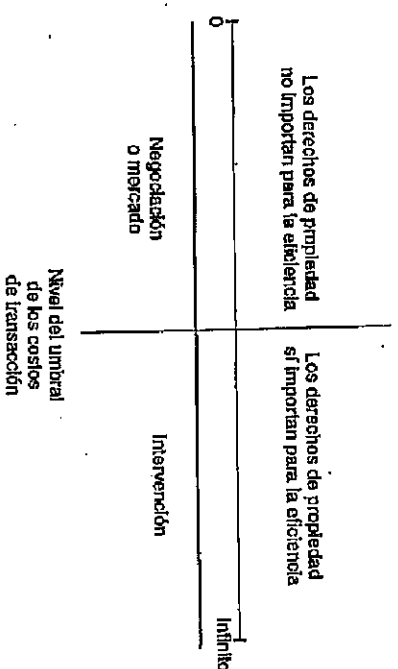 Los derechos de propiedad
no importan para la eficiencia
Los derechos de propiedad
sí importan para la eficiencia
0
Infinito
Negociación
o mercado
Intervención
Nivel del umbral
de los costos
de transacción